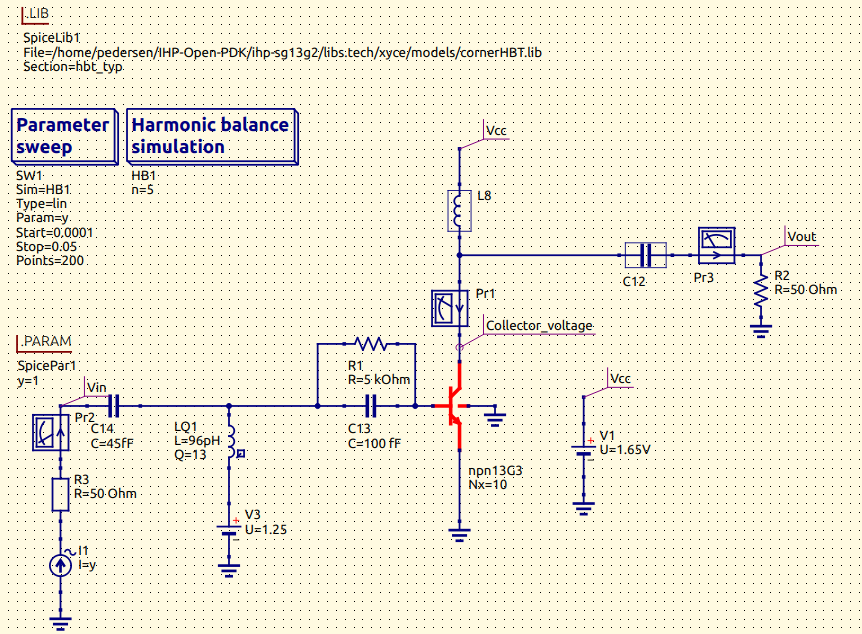 .LIB
SpiceLib1
File=/home/pedersen/IHP-Open-PDK/ihp-sg13g2/libs.tech/xyce/models/cornerHBT.lib
Section=hbt_typ
Parameter
sweep
SW1
Sim=HB1
Type=lin
Param=y
Start=0.0001
Stop=0.05
Points=200
Harmonic balance
simulation
HB1
n=5
Vcc
L8
C12
Pr3
Vout
R2
R=50 Ohm
Pr1
Collector_voltage
.PARAM
SpicePar1
y=1
Vin
Pr2
C14
C=45fF
R3
R=50 Ohm
I1
I=y
LQ1
L=96pH
Q=13
V3
U=1.25
R1
R=5 kOhm
C13
C=100 fF
npn13G3
Nx=10
Vcc
V1
U=1.65V